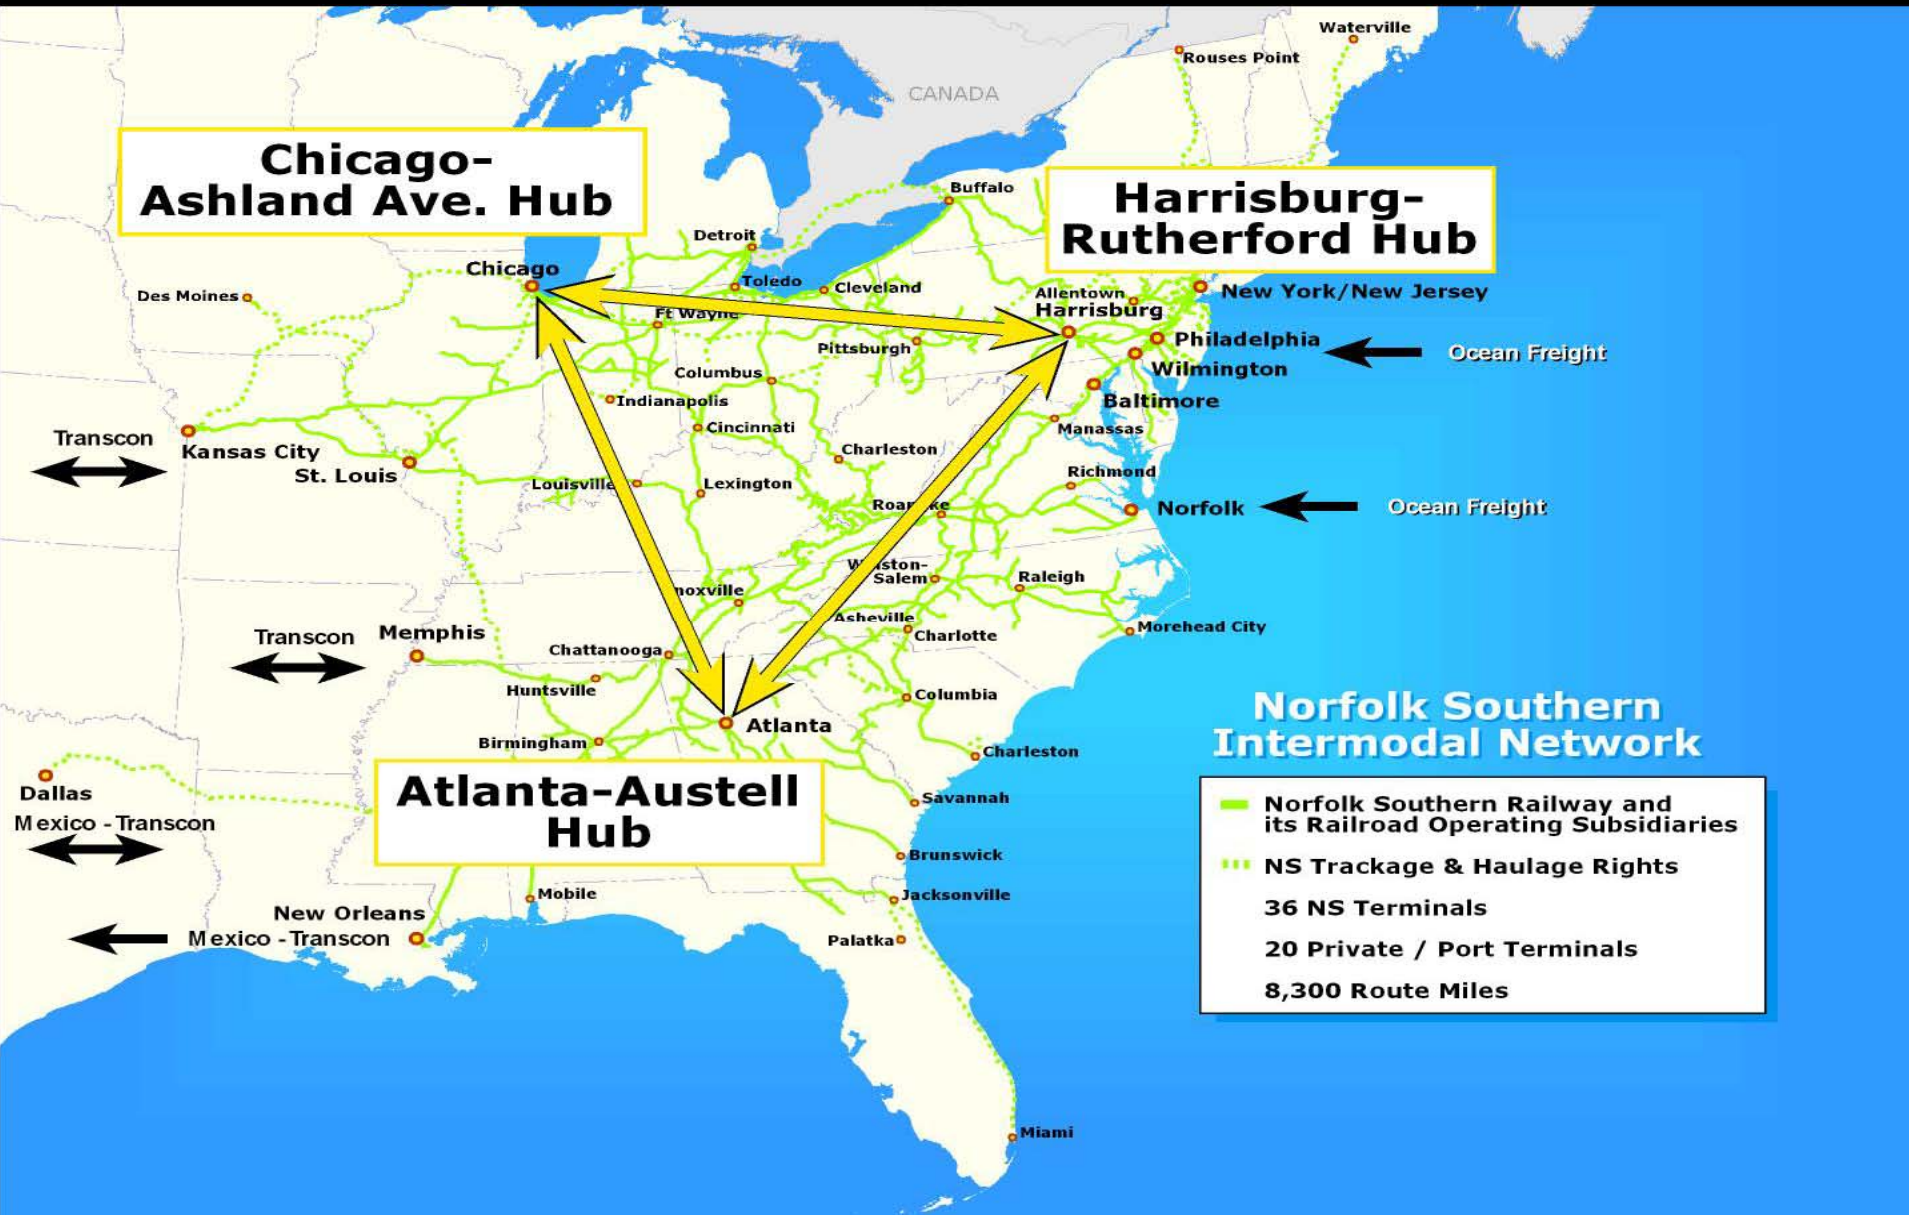 Waterville
Rouses Point
CANADA
Chicago–
Ashland Ave. Hub
Harrisburg–
Rutherford Hub
Buffalo
Detroit
Chicago
Toledo
Cleveland
Des Moines
Allentown
Harrisburg
New York/New Jersey
Ft Wayne
Pittsburgh
Philadelphia
Ocean Freight
Wilmington
Columbus
Indianapolis
Baltimore
Cincinnati
Manassas
Transcon
Kansas City
St. Louis
Charleston
Richmond
Louisville
Lexington
Norfolk
Ocean Freight
Salem
Raleigh
Asheville
Charlotte
Morehead City
Transcon
Memphis
Chattanooga
Huntsville
Columbia
Atlanta
Birmingham
Charleston
Norfolk Southern
Intermodal Network
Dallas
Mexico - Transcon
Atlanta–Austell
Hub
Savannah
Brunswick
Mobile
Jacksonville
New Orleans
Mexico - Transcon
Palatka
Miami
Norfolk Southern Railway and
its Railroad Operating Subsidiaries
NS Trackage & Haulage Rights
36 NS Terminals
20 Private / Port Terminals
8,300 Route Miles